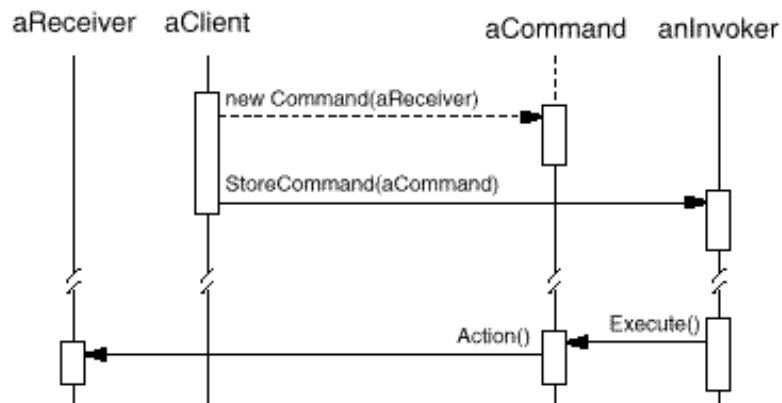 aReceiver aClient aCommand anInvoker
new Command(aReceiver)
StoreCommand(aCommand)
Execute()
Action()